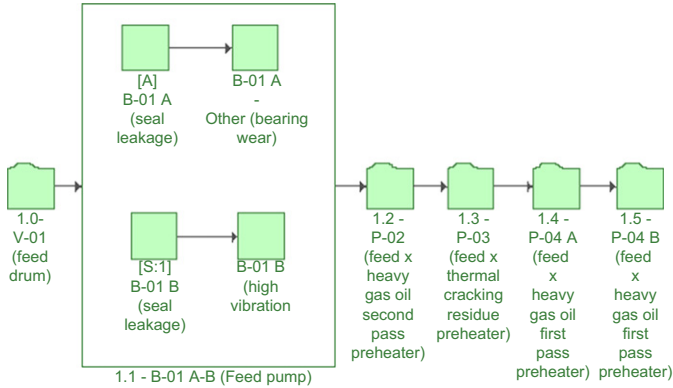 [A]
B-01 A
(seal
leakage)
B-01 A
-
Other (bearing
wear)
1.0-
V-01
(feed
drum)
[S:1]
B-01 B
(seal
leakage)
B-01 B
(high
vibration
1.1 - B-01 A-B (Feed pump)
1.2 -
P-02
(feed x
heavy
gas oil
second
pass
preheater)
1.3 -
P-03
(feed x
thermal
cracking
residue
preheater)
1.4 -
P-04 A
(feed
x
heavy
gas oil
first
pass
preheater)
1.5 -
P-04 B
(feed
x
heavy
gas oil
first
pass
preheater)